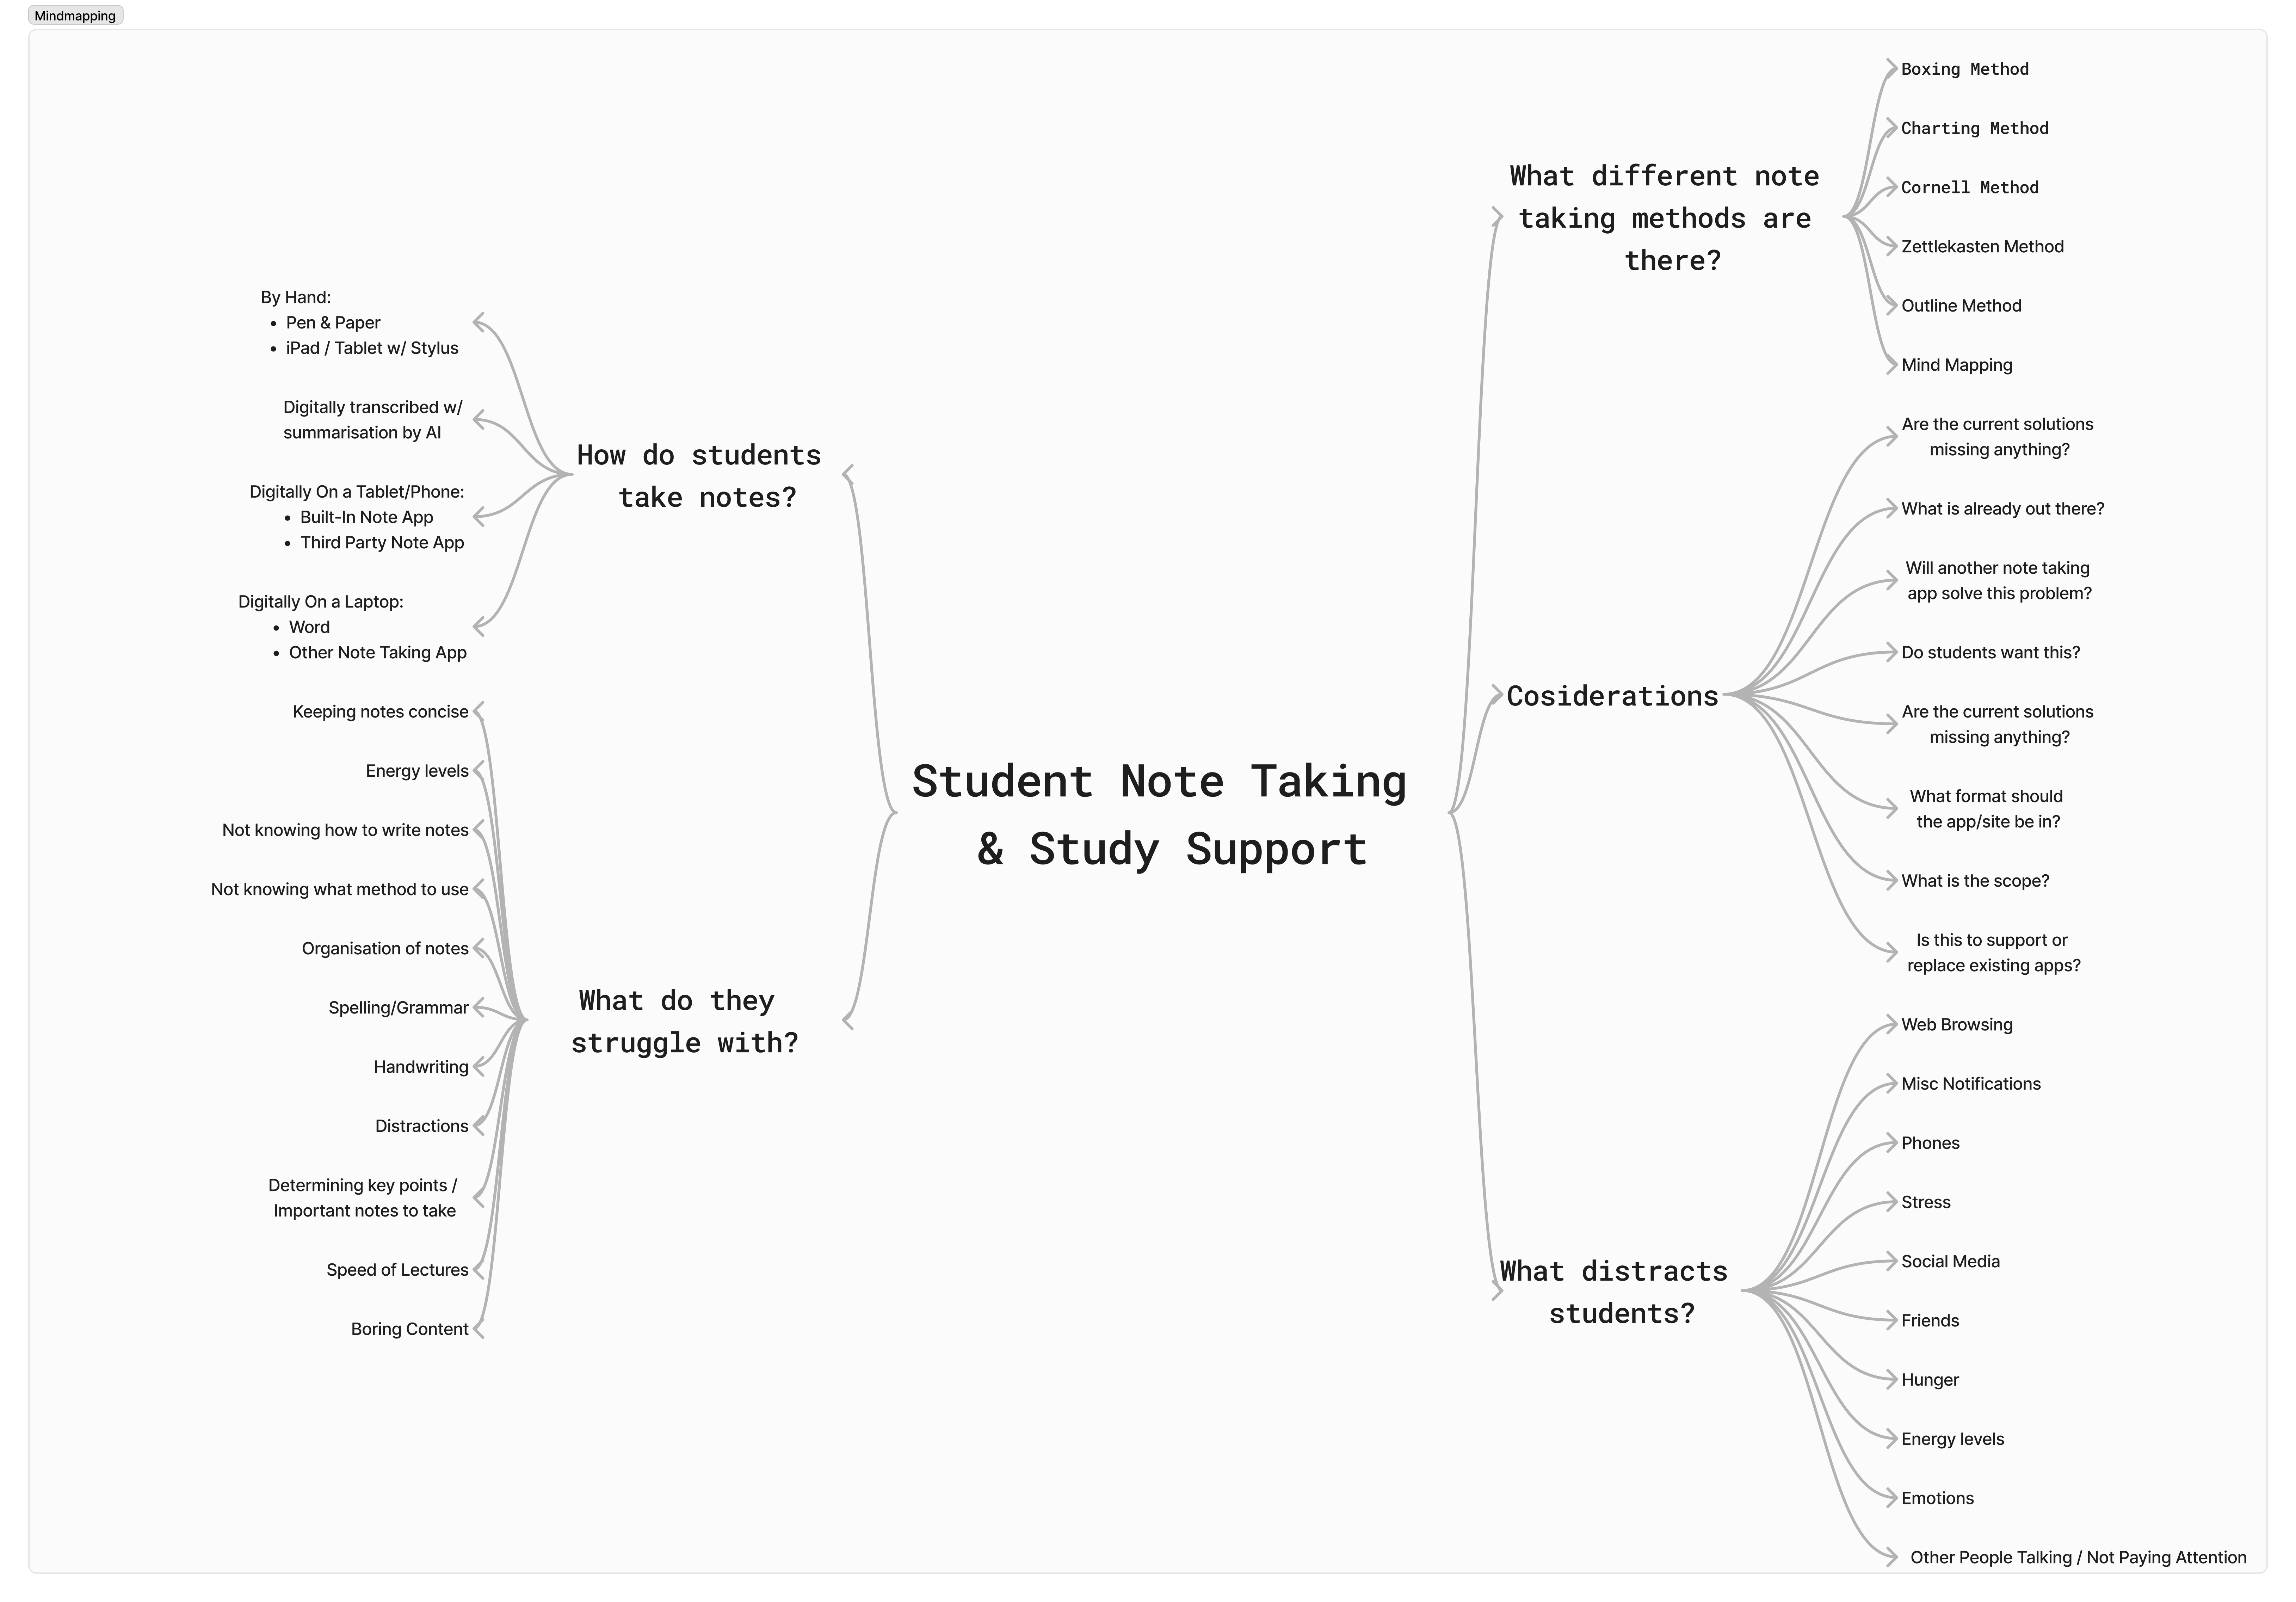 Mindmapping
Student Note Taking
& Study Support
How do students
take notes?
By Hand:
• Pen & Paper
• iPad / Tablet w/ Stylus
Digitally transcribed w/
summarisation by AI
Digitally On a Tablet/Phone:
• Built-In Note App
• Third Party Note App
Digitally On a Laptop:
• Word
• Other Note Taking App
What do they
struggle with?
Keeping notes concise
Energy levels
Not knowing how to write notes
Not knowing what method to use
Organisation of notes
Spelling/Grammar
Handwriting
Distractions
Determining key points /
Important notes to take
Speed of Lectures
Boring Content
What different note
taking methods are
there?
Boxing Method
Charting Method
Cornell Method
Zettlekasten Method
Outline Method
Mind Mapping
Cosiderations
Are the current solutions
missing anything?
What is already out there?
Will another note taking
app solve this problem?
Do students want this?
Are the current solutions
missing anything?
What format should
the app/site be in?
What is the scope?
Is this to support or
replace existing apps?
What distracts
students?
Web Browsing
Misc Notifications
Phones
Stress
Social Media
Friends
Hunger
Energy levels
Emotions
Other People Talking / Not Paying Attention